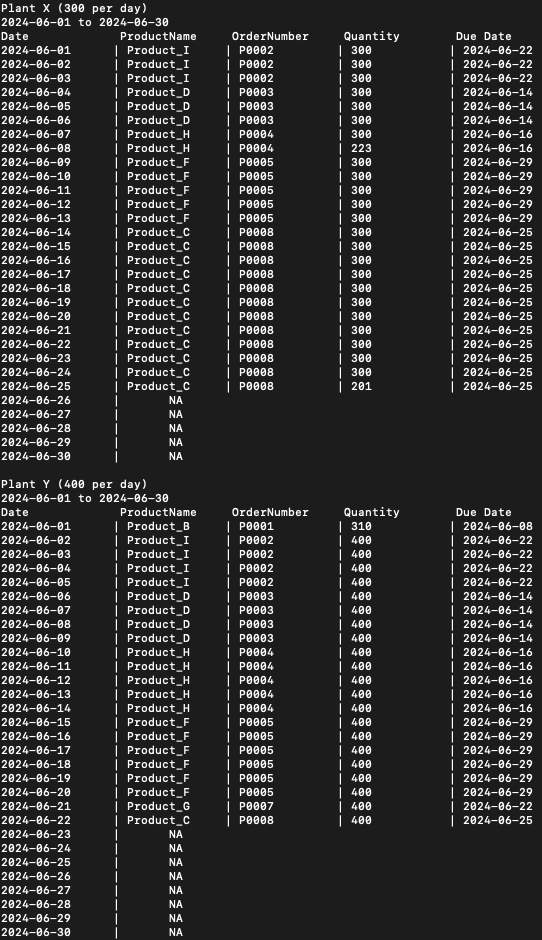 Plant X (300 per day)
2024-06-01 to 2024-06-30
Date ProductName OrderNumber Quantity Due Date
2024-06-01 | Product_I | P0002 | 300 | 2024-06-22
2024-06-02 | Product_I | P0002 | 300 | 2024-06-22
2024-06-03 | Product_I | P0002 | 300 | 2024-06-22
2024-06-04 | Product_D | P0003 | 300 | 2024-06-14
2024-06-05 | Product_D | P0003 | 300 | 2024-06-14
2024-06-06 | Product_D | P0003 | 300 | 2024-06-14
2024-06-07 | Product_H | P0004 | 300 | 2024-06-16
2024-06-08 | Product_H | P0004 | 223 | 2024-06-16
2024-06-09 | Product_F | P0005 | 300 | 2024-06-29
2024-06-10 | Product_F | P0005 | 300 | 2024-06-29
2024-06-11 | Product_F | P0005 | 300 | 2024-06-29
2024-06-12 | Product_F | P0005 | 300 | 2024-06-29
2024-06-13 | Product_F | P0005 | 300 | 2024-06-29
2024-06-14 | Product_C | P0008 | 300 | 2024-06-25
2024-06-15 | Product_C | P0008 | 300 | 2024-06-25
2024-06-16 | Product_C | P0008 | 300 | 2024-06-25
2024-06-17 | Product_C | P0008 | 300 | 2024-06-25
2024-06-18 | Product_C | P0008 | 300 | 2024-06-25
2024-06-19 | Product_C | P0008 | 300 | 2024-06-25
2024-06-20 | Product_C | P0008 | 300 | 2024-06-25
2024-06-21 | Product_C | P0008 | 300 | 2024-06-25
2024-06-22 | Product_C | P0008 | 300 | 2024-06-25
2024-06-23 | Product_C | P0008 | 300 | 2024-06-25
2024-06-24 | Product_C | P0008 | 300 | 2024-06-25
2024-06-25 | Product_C | P0008 | 201 | 2024-06-25
2024-06-26 | NA
2024-06-27 | NA
2024-06-28 | NA
2024-06-29 | NA
2024-06-30 | NA
Plant Y (400 per day)
2024-06-01 to 2024-06-30
Date ProductName OrderNumber Quantity Due Date
2024-06-01 | Product_B | P0001 | 310 | 2024-06-08
2024-06-02 | Product_I | P0002 | 400 | 2024-06-22
2024-06-03 | Product_I | P0002 | 400 | 2024-06-22
2024-06-04 | Product_I | P0002 | 400 | 2024-06-22
2024-06-05 | Product_I | P0002 | 400 | 2024-06-22
2024-06-06 | Product_D | P0003 | 400 | 2024-06-14
2024-06-07 | Product_D | P0003 | 400 | 2024-06-14
2024-06-08 | Product_D | P0003 | 400 | 2024-06-14
2024-06-09 | Product_D | P0003 | 400 | 2024-06-14
2024-06-10 | Product_H | P0004 | 400 | 2024-06-16
2024-06-11 | Product_H | P0004 | 400 | 2024-06-16
2024-06-12 | Product_H | P0004 | 400 | 2024-06-16
2024-06-13 | Product_H | P0004 | 400 | 2024-06-16
2024-06-14 | Product_H | P0004 | 400 | 2024-06-16
2024-06-15 | Product_F | P0005 | 400 | 2024-06-29
2024-06-16 | Product_F | P0005 | 400 | 2024-06-29
2024-06-17 | Product_F | P0005 | 400 | 2024-06-29
2024-06-18 | Product_F | P0005 | 400 | 2024-06-29
2024-06-19 | Product_F | P0005 | 400 | 2024-06-29
2024-06-20 | Product_F | P0005 | 400 | 2024-06-29
2024-06-21 | Product_G | P0007 | 400 | 2024-06-22
2024-06-22 | Product_C | P0008 | 400 | 2024-06-25
2024-06-23 | NA
2024-06-24 | NA
2024-06-25 | NA
2024-06-26 | NA
2024-06-27 | NA
2024-06-28 | NA
2024-06-29 | NA
2024-06-30 | NA